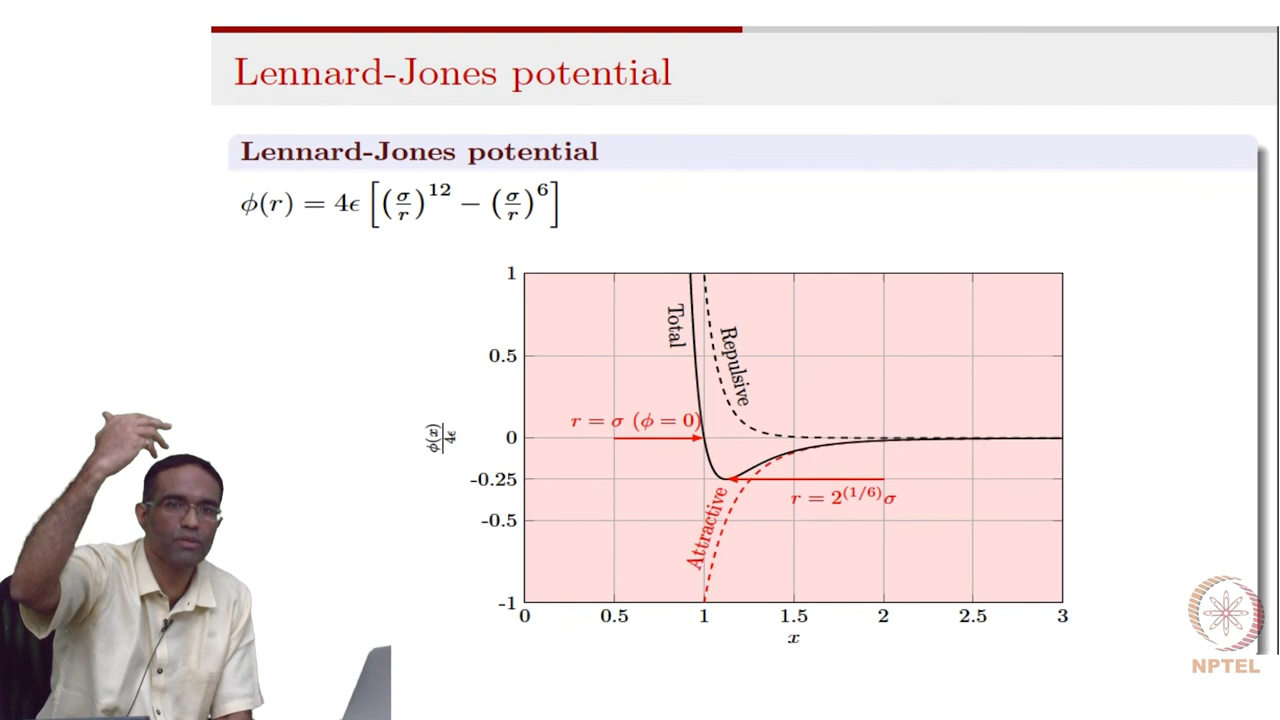 Lennard-Jones potential
Lennard-Jones potential
ϕ(r) = 4ϵ [(σ/r)^12 − (σ/r)^6]
1
0.5
0
-0.25
-0.5
-1
ϕ(x)/4ϵ
Total
Repulsive
r = σ (ϕ = 0)
r = 2^(1/6)σ
Attractive
0 0.5 1 1.5 2 2.5 3
x
NPTEL